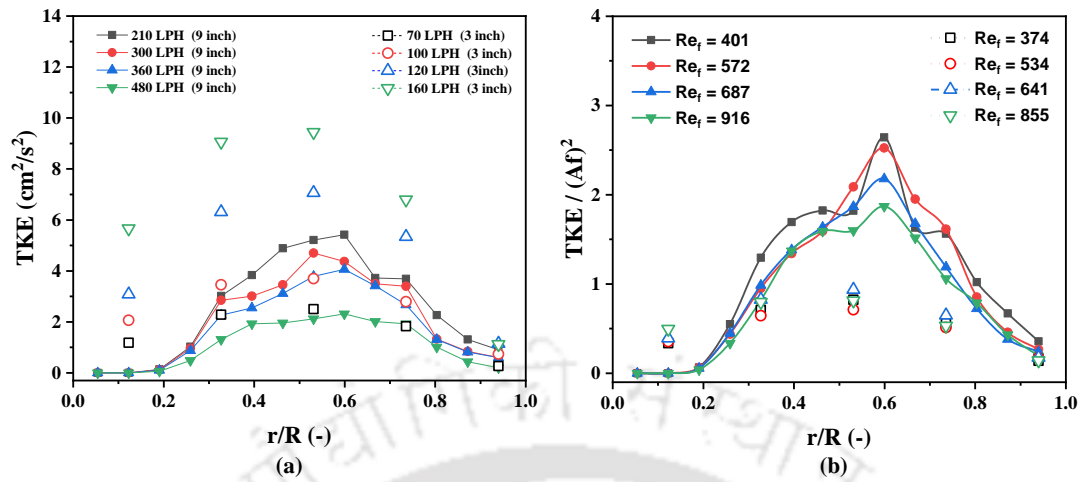 14
12
10
8
6
4
2
0
TKE (cm²/s²)
210 LPH (9 inch)
300 LPH (9 inch)
360 LPH (9 inch)
480 LPH (9 inch)
70 LPH (3 inch)
100 LPH (3 inch)
120 LPH (3inch)
160 LPH (3 inch)
0.0 0.2 0.4 0.6 0.8 1.0
r/R (-)
(a)
4
3
2
1
0
TKE / (Af)²
Re_f = 401
Re_f = 572
Re_f = 687
Re_f = 916
Re_f = 374
Re_f = 534
Re_f = 641
Re_f = 855
0.0 0.2 0.4 0.6 0.8 1.0
r/R (-)
(b)